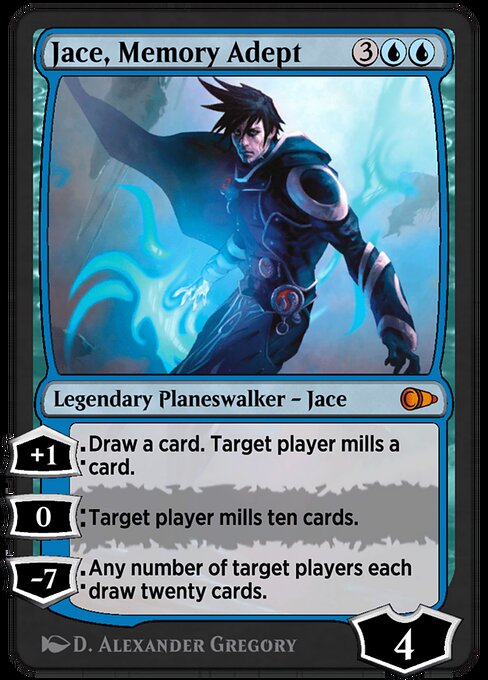 Jace, Memory Adept 3
Legendary Planeswalker – Jace
+1 : Draw a card. Target player mills a
card.
0 : Target player mills ten cards.
-7 : Any number of target players each
draw twenty cards.
D. Alexander Gregory
4